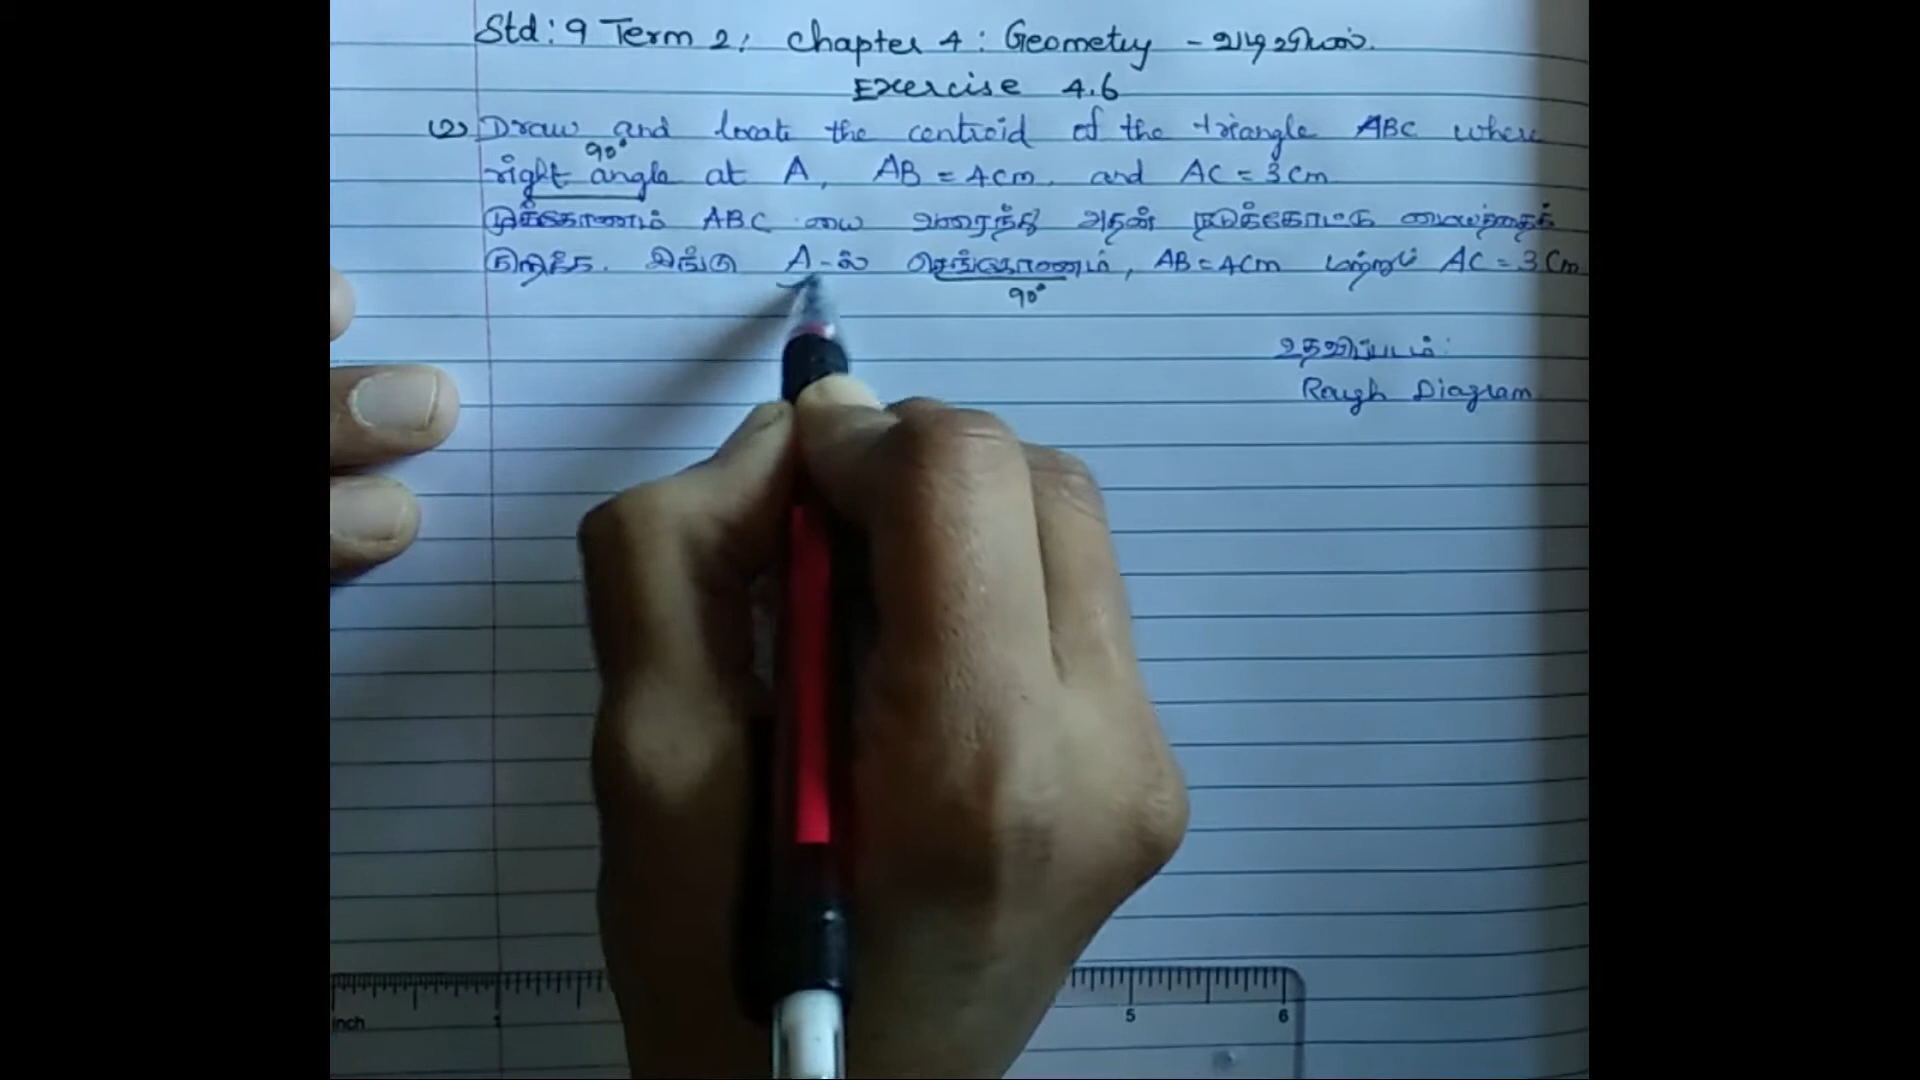 Std: 9 Term 2: Chapter 4: Geometry - வடிவியல்.
Exercise 4.6
2) Draw and locate the centroid of the triangle ABC where
90°
right angle at A, AB = 4cm. and AC = 3cm
முக்கோணம் ABC யை வரைந்து அதன் நடுக்கோட்டு மையத்தைக்
குறிக்க. இங்கு A-ல் செங்கோணம், AB = 4cm மற்றும் AC = 3cm
90°
உதவிப்படம்:
Rough Diagram
inch 1 5 6